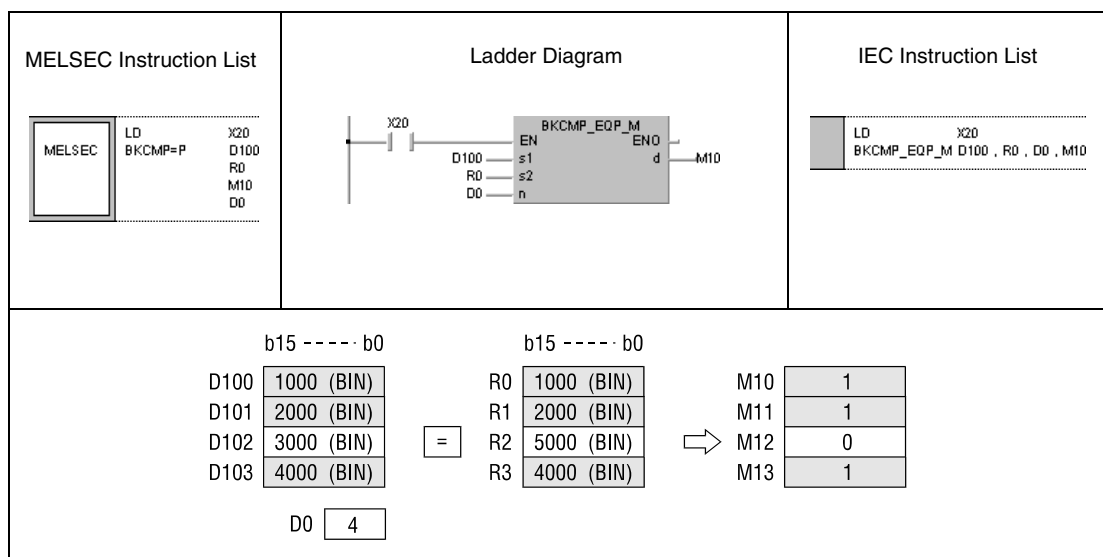 MELSEC Instruction List
MELSEC
LD X20
BKCMP=P D100
R0
M10
D0
Ladder Diagram
X20
BKCMP_EQP_M
EN ENO
D100 s1 d M10
R0 s2
D0 n
IEC Instruction List
LD X20
BKCMP_EQP_M D100 , R0 , D0 , M10
b15 ----- b0 b15 ----- b0
D100 1000 (BIN) R0 1000 (BIN) M10 1
D101 2000 (BIN) R1 2000 (BIN) M11 1
D102 3000 (BIN) = R2 5000 (BIN) M12 0
D103 4000 (BIN) R3 4000 (BIN) M13 1
D0 4